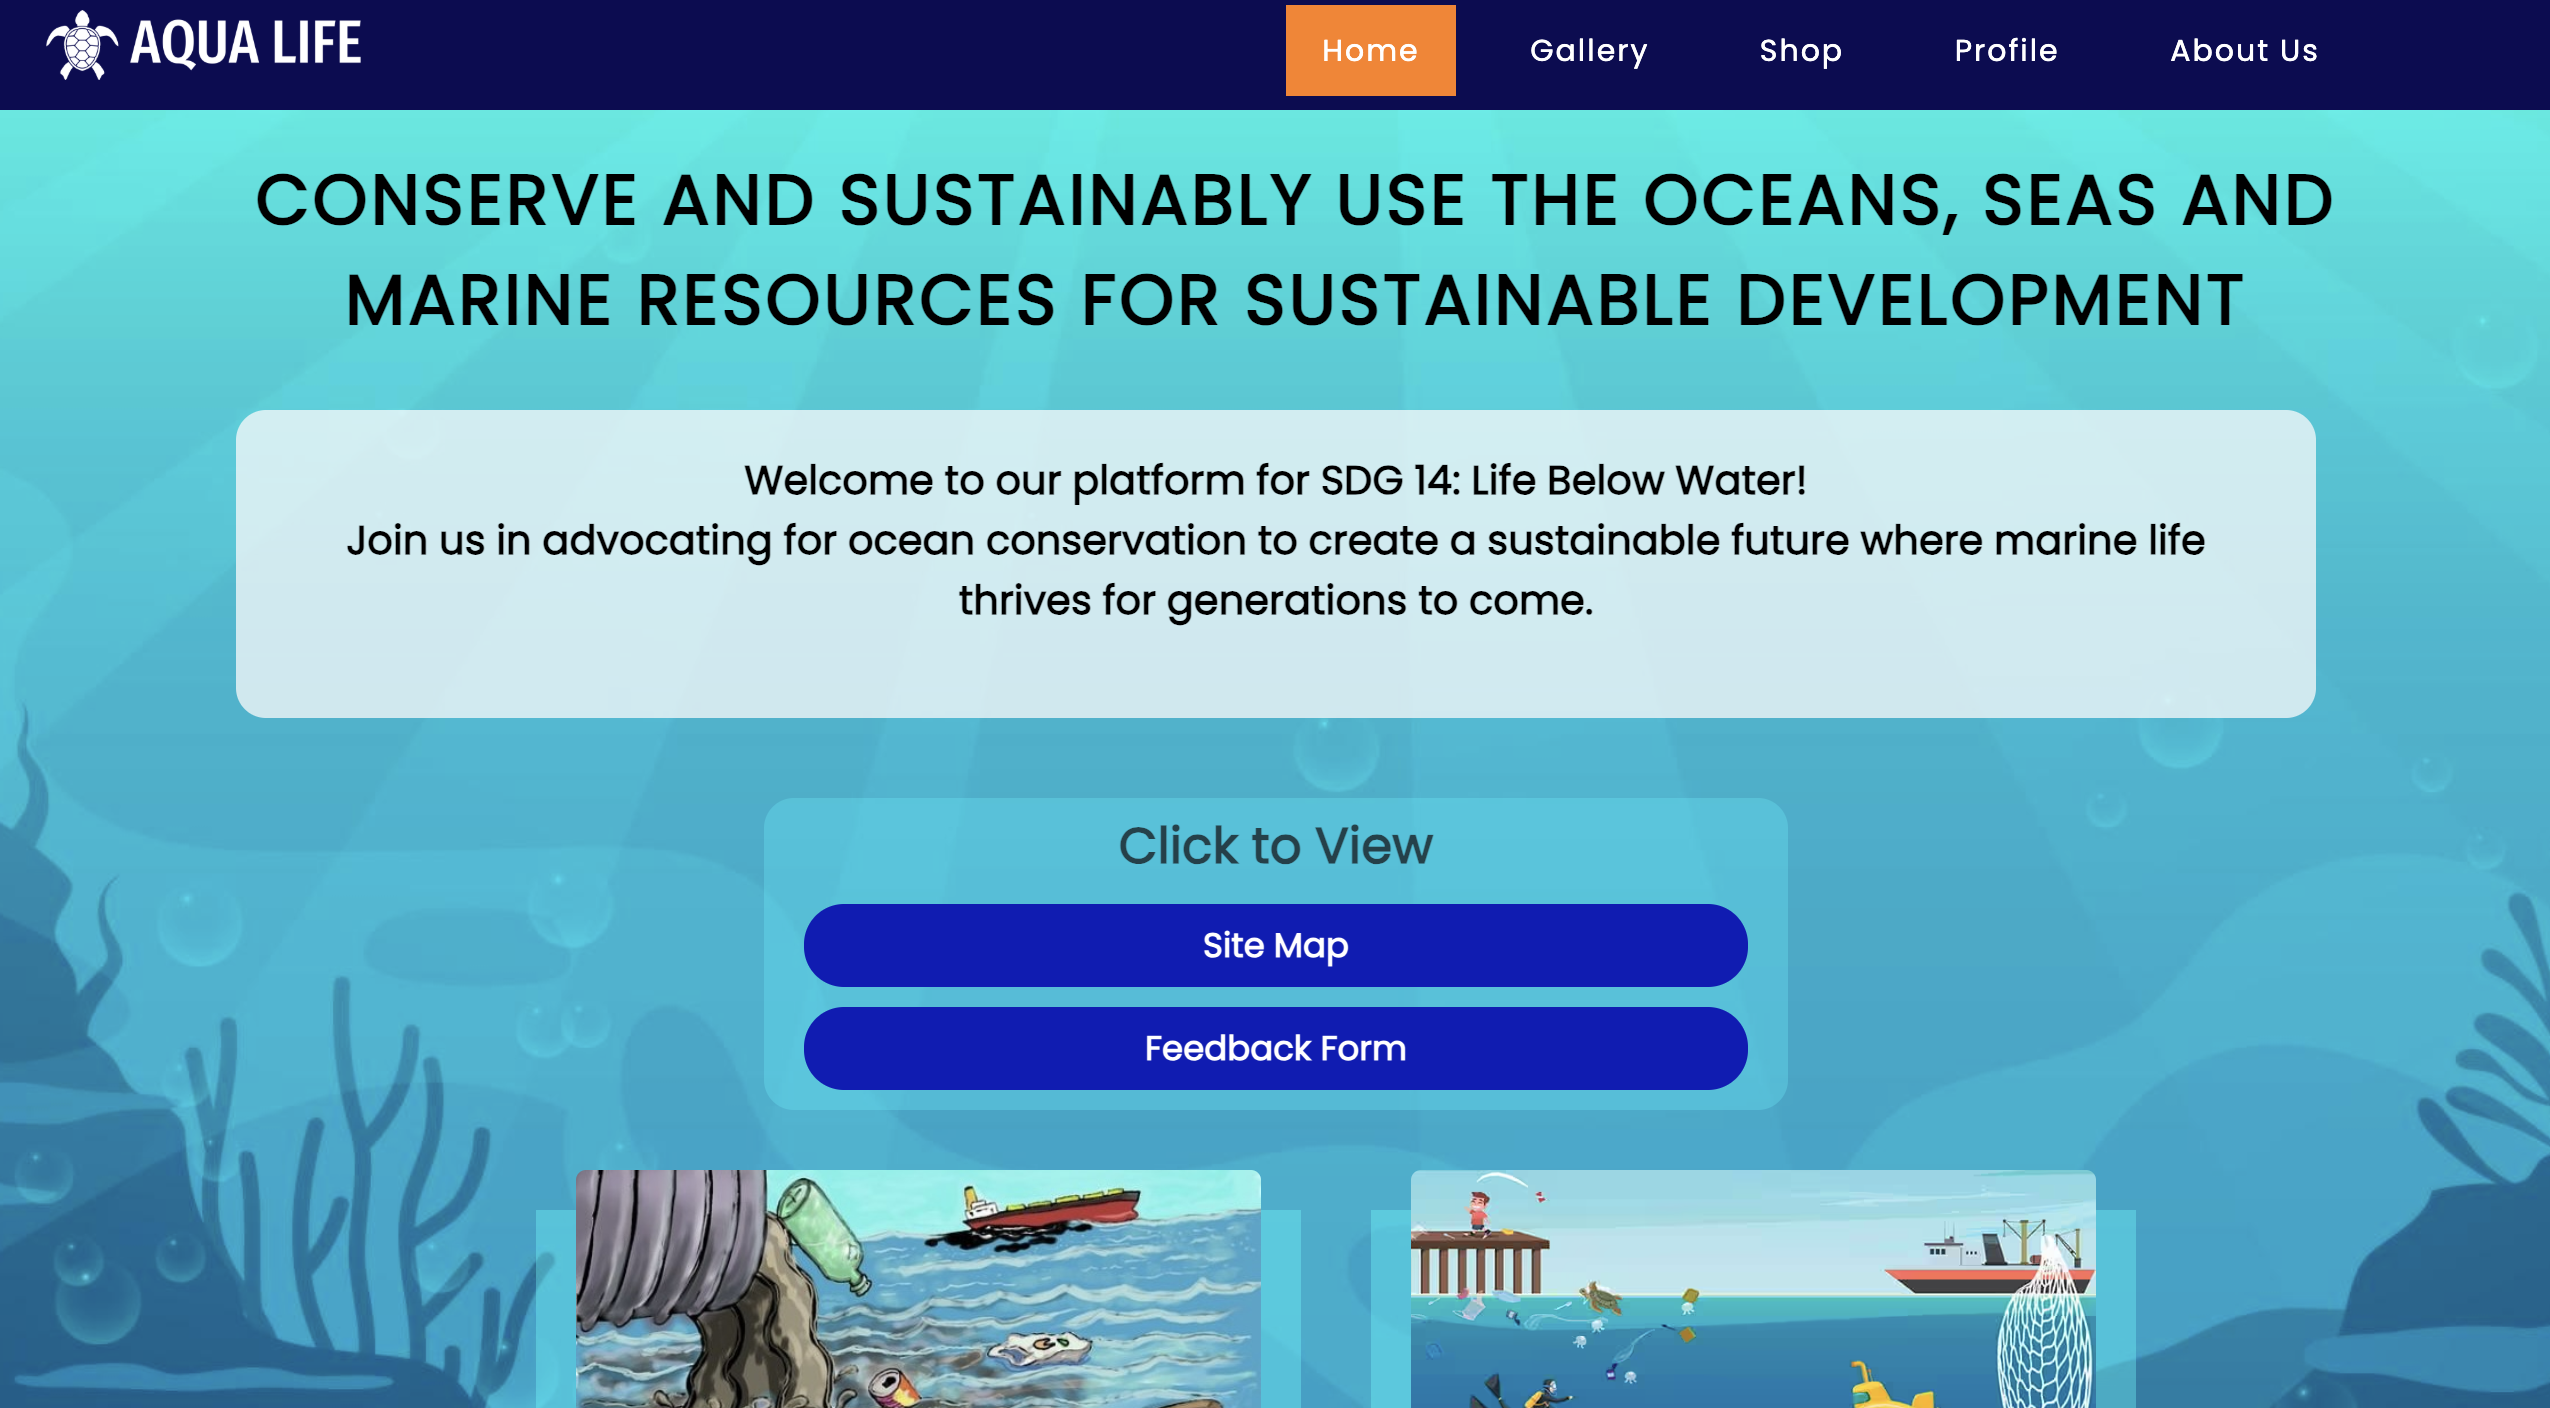 AQUA LIFE
Home
Gallery
Shop
Profile
About Us
CONSERVE AND SUSTAINABLY USE THE OCEANS, SEAS AND
MARINE RESOURCES FOR SUSTAINABLE DEVELOPMENT
Welcome to our platform for SDG 14: Life Below Water!
Join us in advocating for ocean conservation to create a sustainable future where marine life
thrives for generations to come.
Click to View
Site Map
Feedback Form